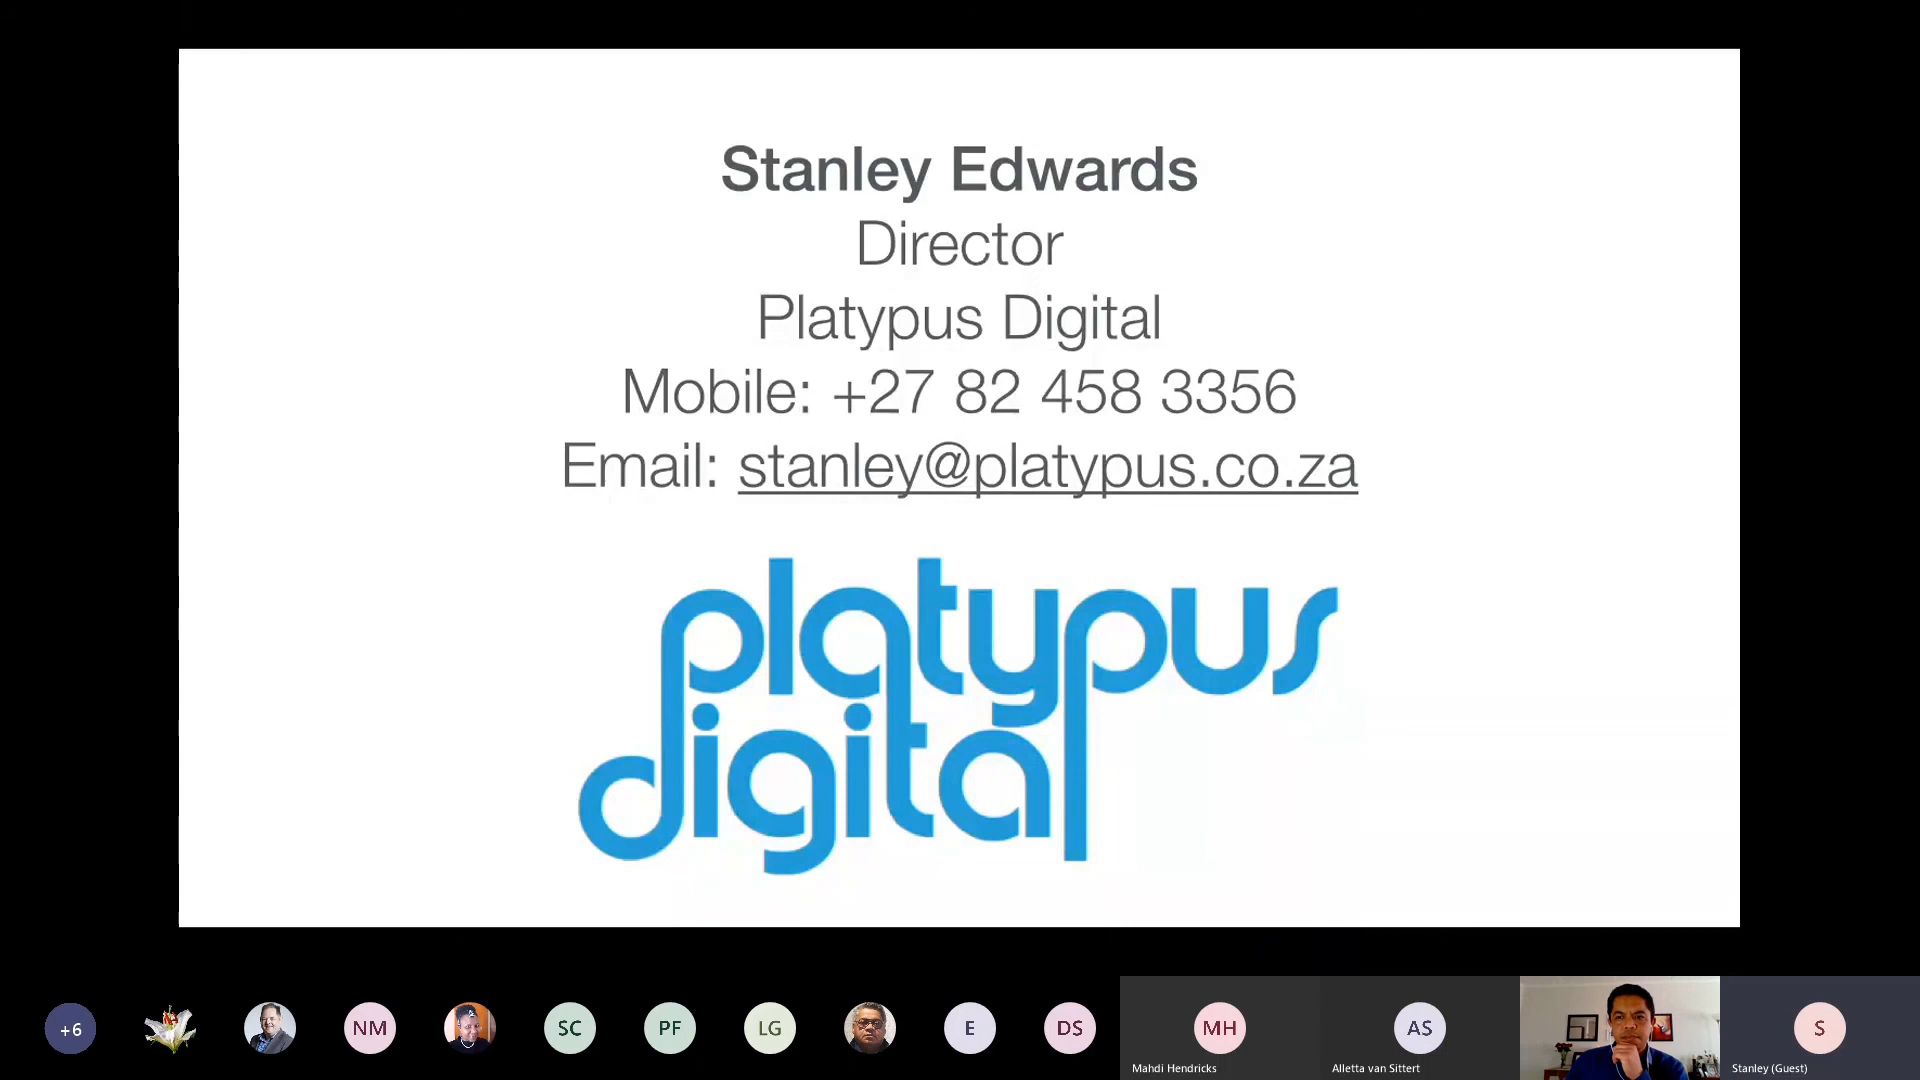 Stanley Edwards
Director
Platypus Digital
Mobile: +27 82 458 3356
Email: stanley@platypus.co.za
platypus
digital
+6
NM
SC
PF
LG
E
DS
MH
AS
S
Mahdi Hendricks
Alletta van Sittert
Stanley (Guest)